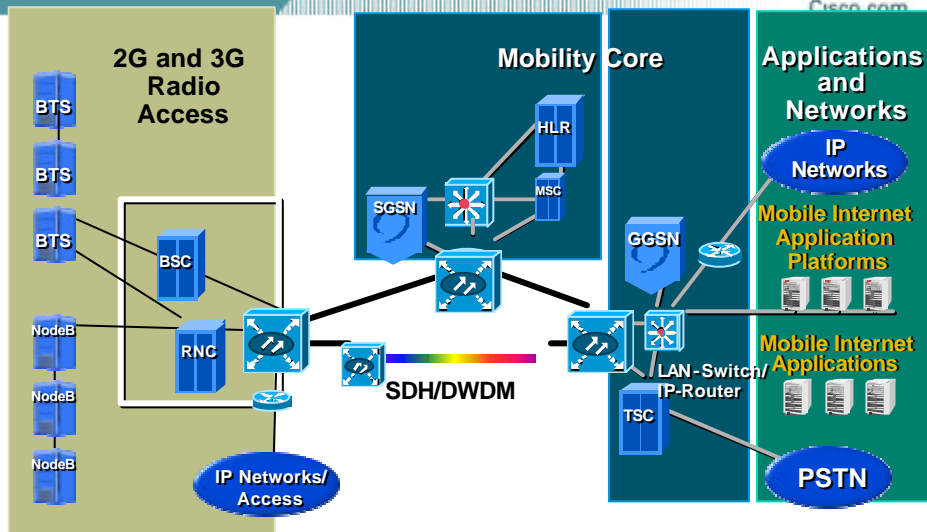 Cisco.com
2G and 3G
Radio
Access
BTS
BTS
BTS
BSC
NodeB
RNC
NodeB
NodeB
IP Networks/
Access
SDH/DWDM
Mobility Core
HLR
MSC
SGSN
GGSN
LAN-Switch/
IP-Router
TSC
Applications
and
Networks
IP
Networks
Mobile Internet
Application
Platforms
Mobile Internet
Applications
PSTN